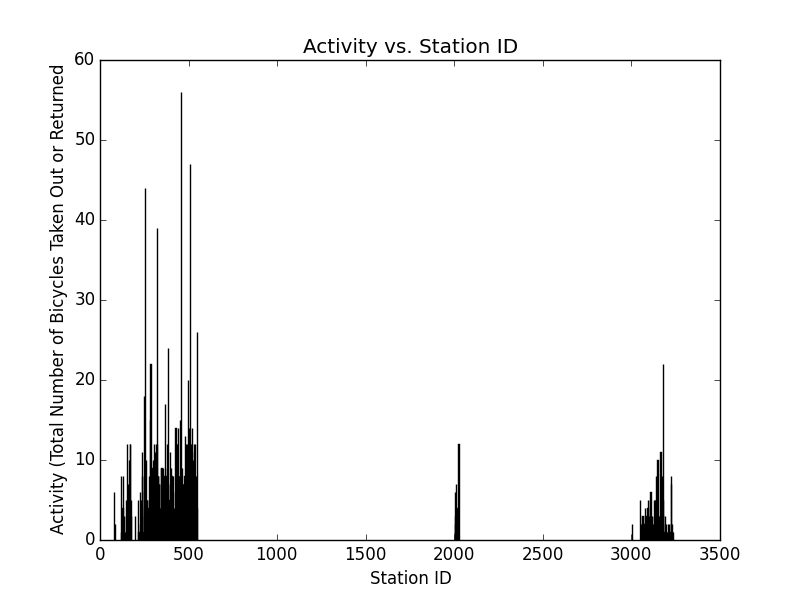 Activity vs. Station ID
Activity (Total Number of Bicycles Taken Out or Returned
60
50
40
30
20
10
0
0 500 1000 1500 2000 2500 3000 3500
Station ID